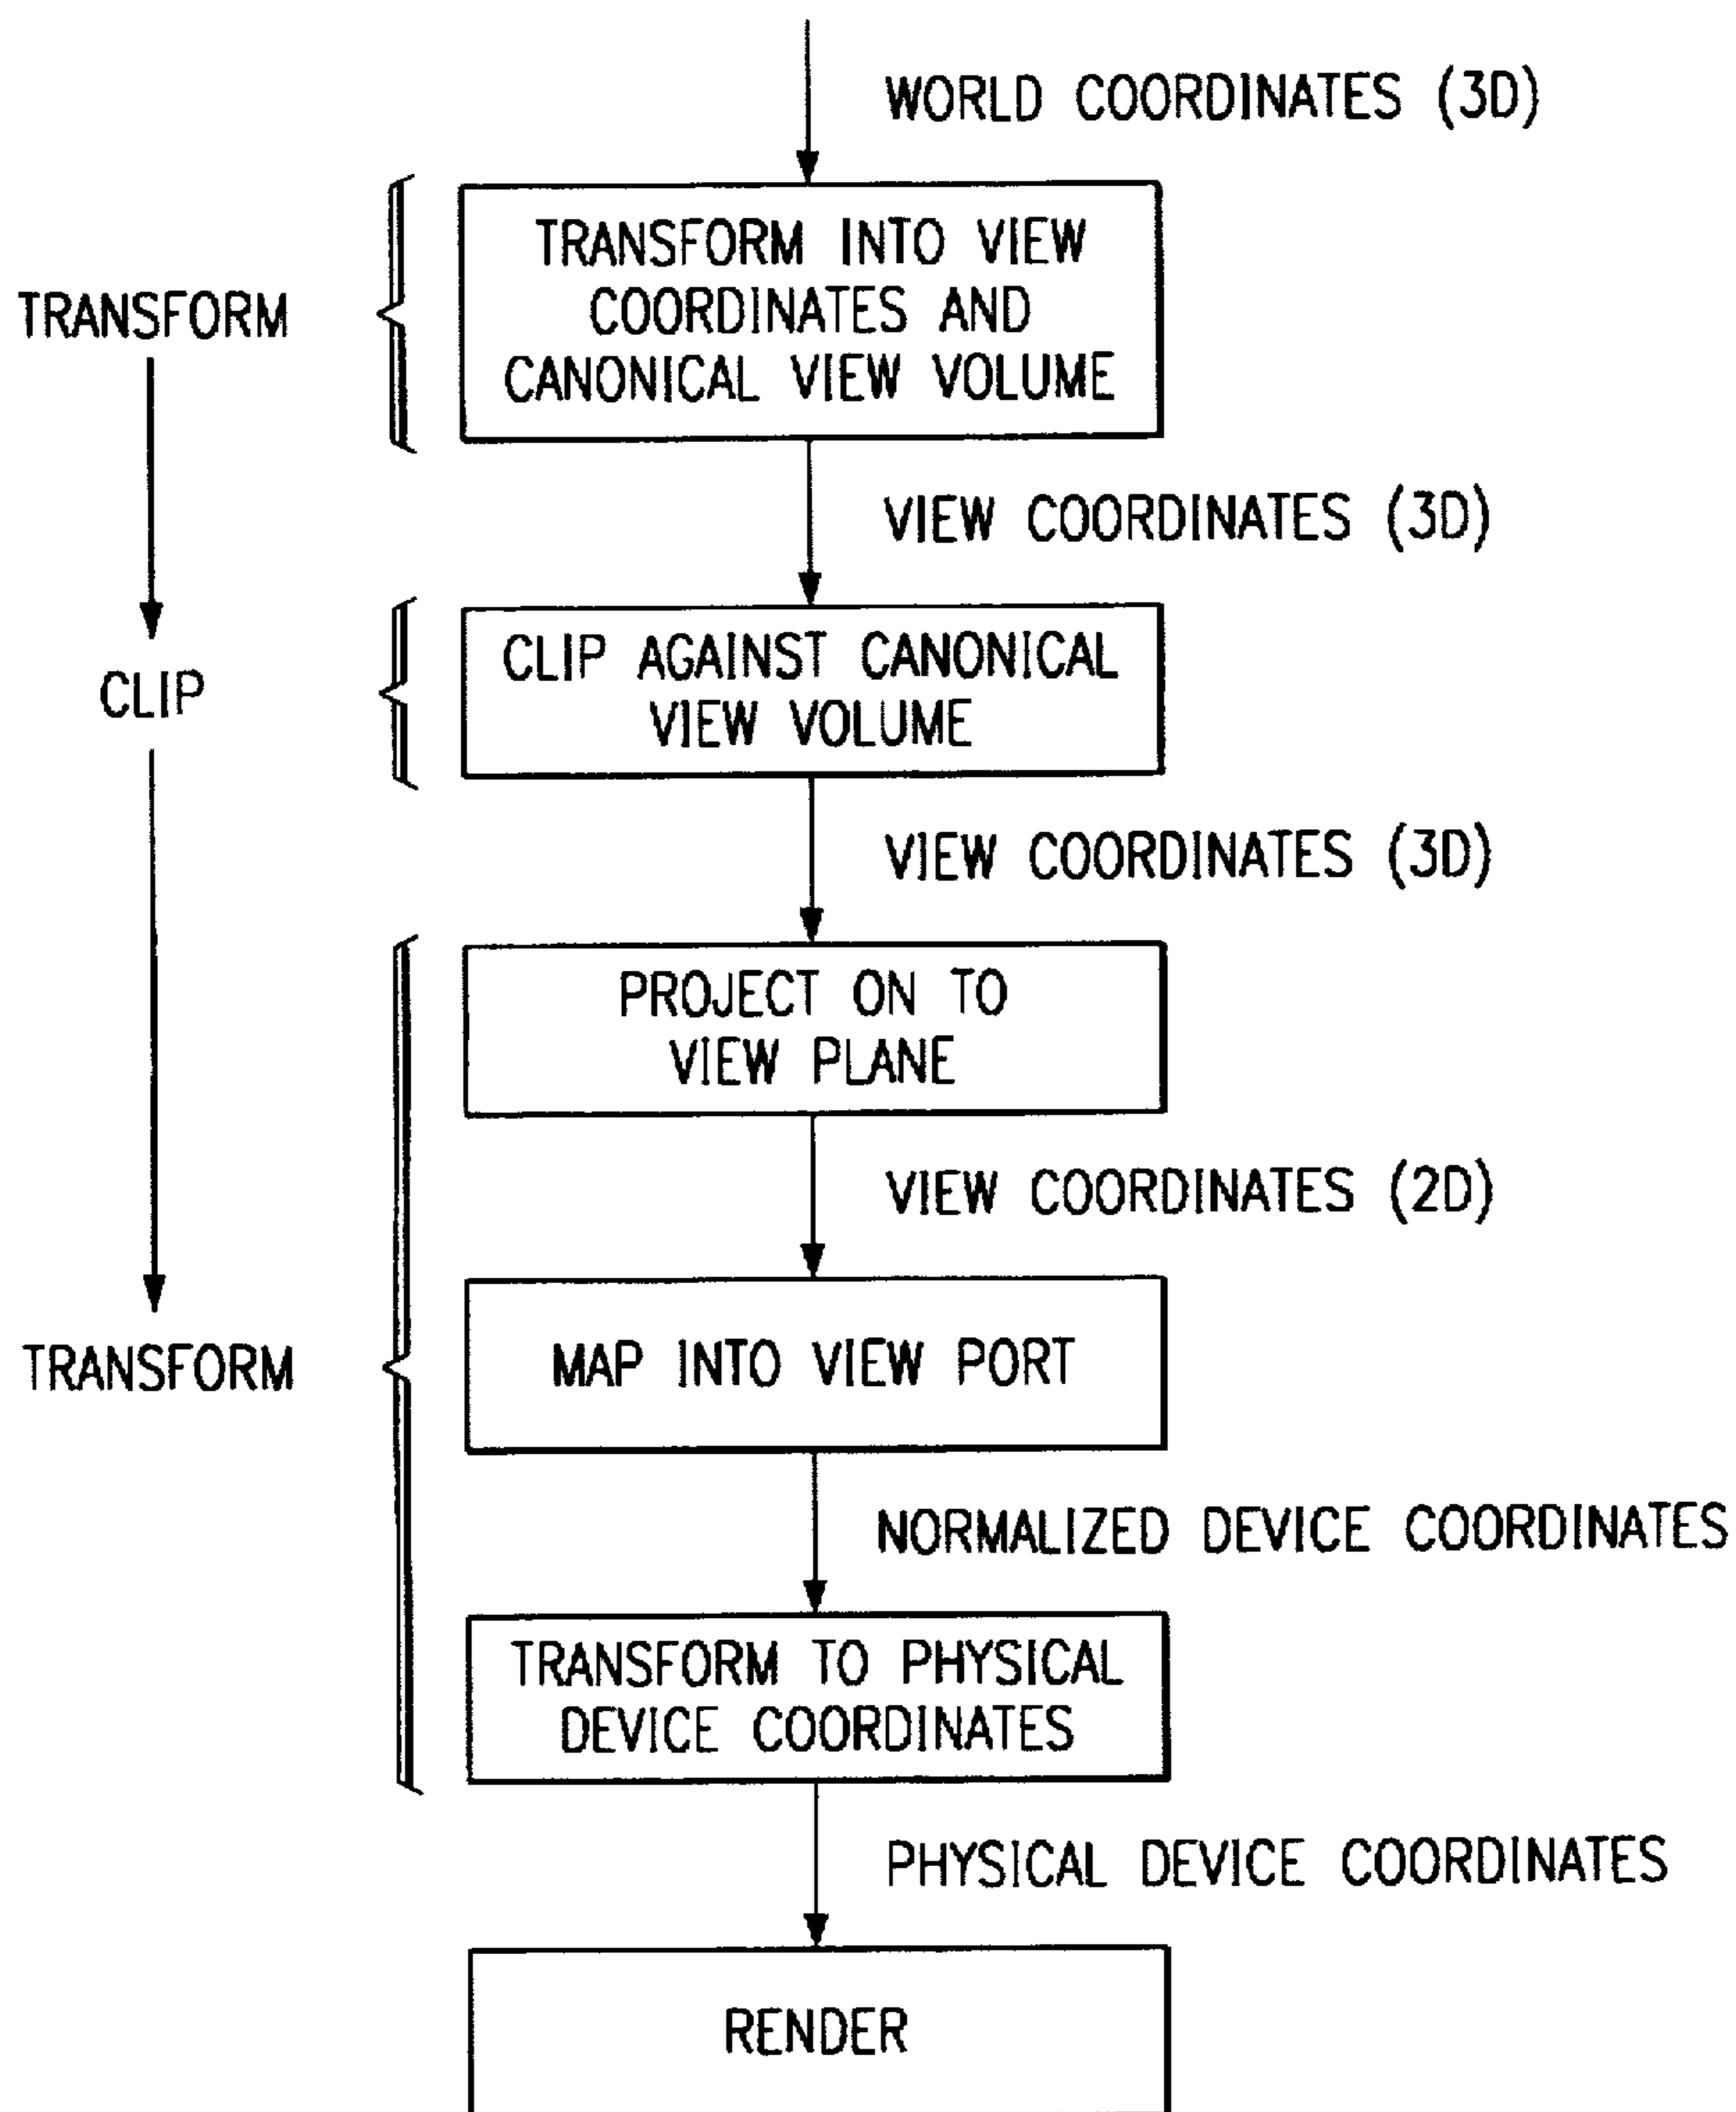 WORLD COORDINATES (3D)
TRANSFORM
TRANSFORM INTO VIEW
COORDINATES AND
CANONICAL VIEW VOLUME
VIEW COORDINATES (3D)
CLIP
CLIP AGAINST CANONICAL
VIEW VOLUME
VIEW COORDINATES (3D)
PROJECT ON TO
VIEW PLANE
VIEW COORDINATES (2D)
TRANSFORM
MAP INTO VIEW PORT
NORMALIZED DEVICE COORDINATES
TRANSFORM TO PHYSICAL
DEVICE COORDINATES
PHYSICAL DEVICE COORDINATES
RENDER